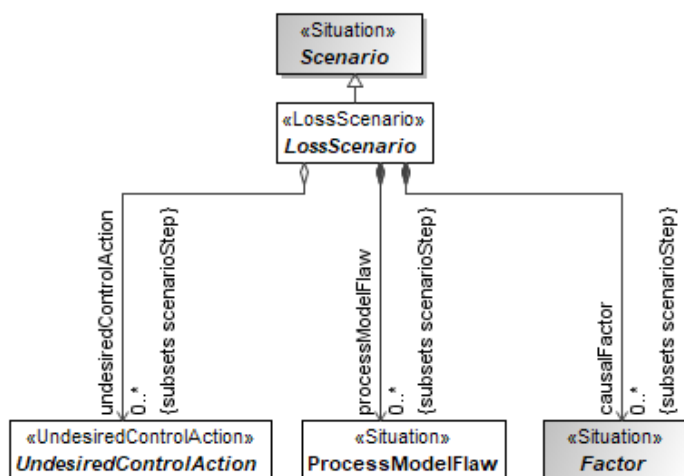 «Situation»
Scenario
«LossScenario»
LossScenario
undesiredControlAction
0..*
{subsets scenarioStep}
processModelFlaw
0..*
{subsets scenarioStep}
causalFactor
0..*
{subsets scenarioStep}
«UndesiredControlAction»
UndesiredControlAction
«Situation»
ProcessModelFlaw
«Situation»
Factor